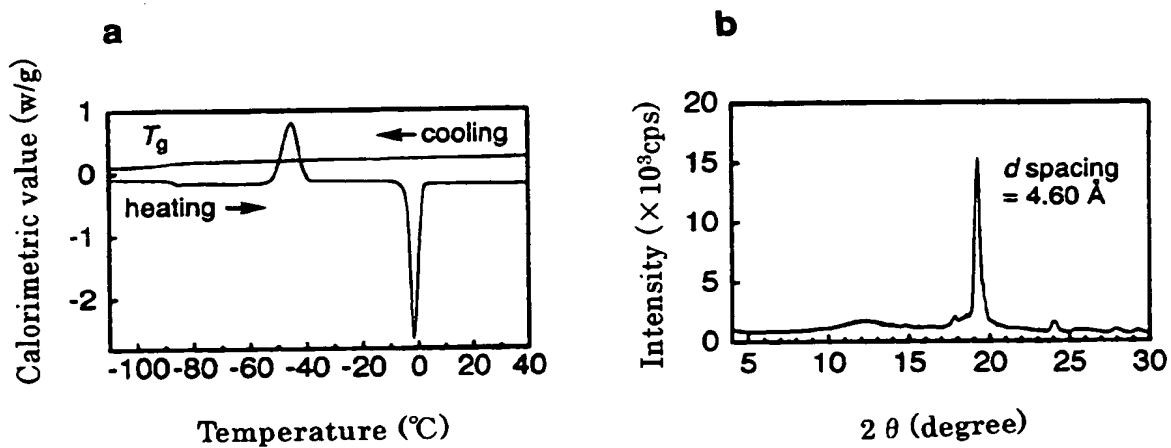 a
Calorimetric value (w/g)
1
0
-1
-2
Tg
cooling
heating
-100 -80 -60 -40 -20 0 20 40
Temperature (℃)
b
Intensity (×10³cps)
20
15
10
5
0
d spacing
= 4.60 Å
5 10 15 20 25 30
2 θ (degree)